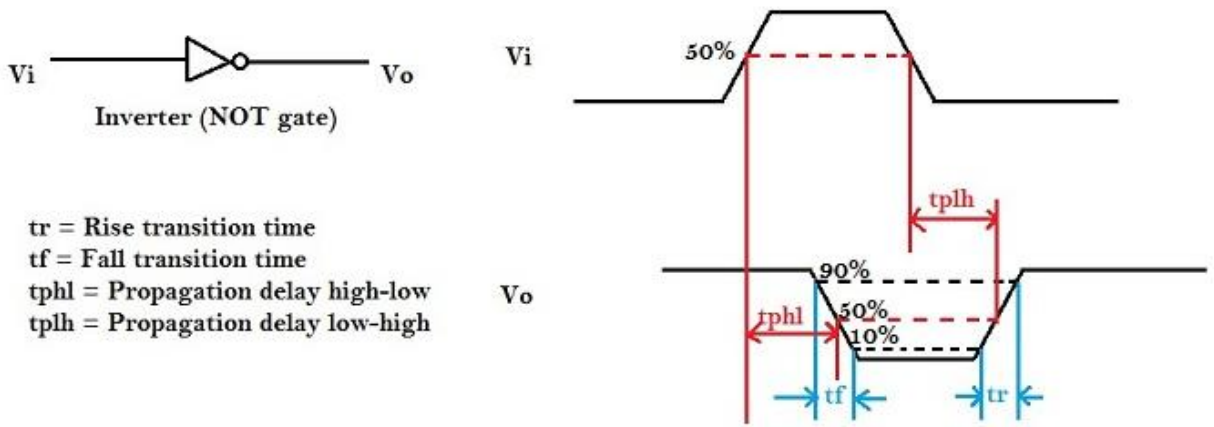 Vi
Vo
Inverter (NOT gate)
tr = Rise transition time
tf = Fall transition time
tphl = Propagation delay high-low
tplh = Propagation delay low-high
Vi
50%
tplh
Vo
90%
50%
tphl
10%
tf
tr